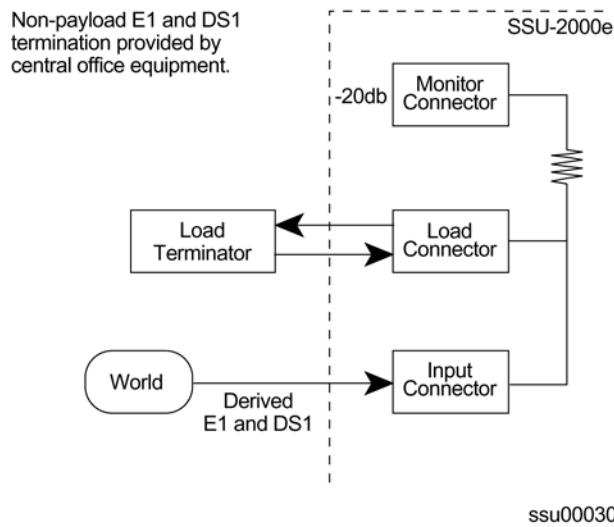 Non-payload E1 and DS1
termination provided by
central office equipment.
SSU-2000e
-20db
Monitor
Connector
Load
Terminator
Load
Connector
World
Derived
E1 and DS1
Input
Connector
ssu00030